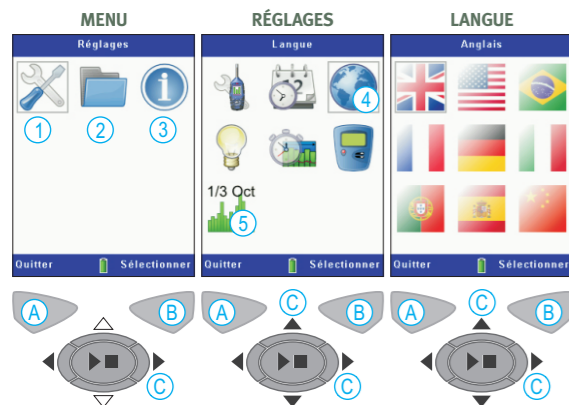 MENU RÉGLAGES LANGUE
Réglages Langue Anglais
1 2 3 4
12
1/3 Oct
5
Quitter Sélectionner Quitter Sélectionner Quitter Sélectionner
A B A C B A C B
C C C